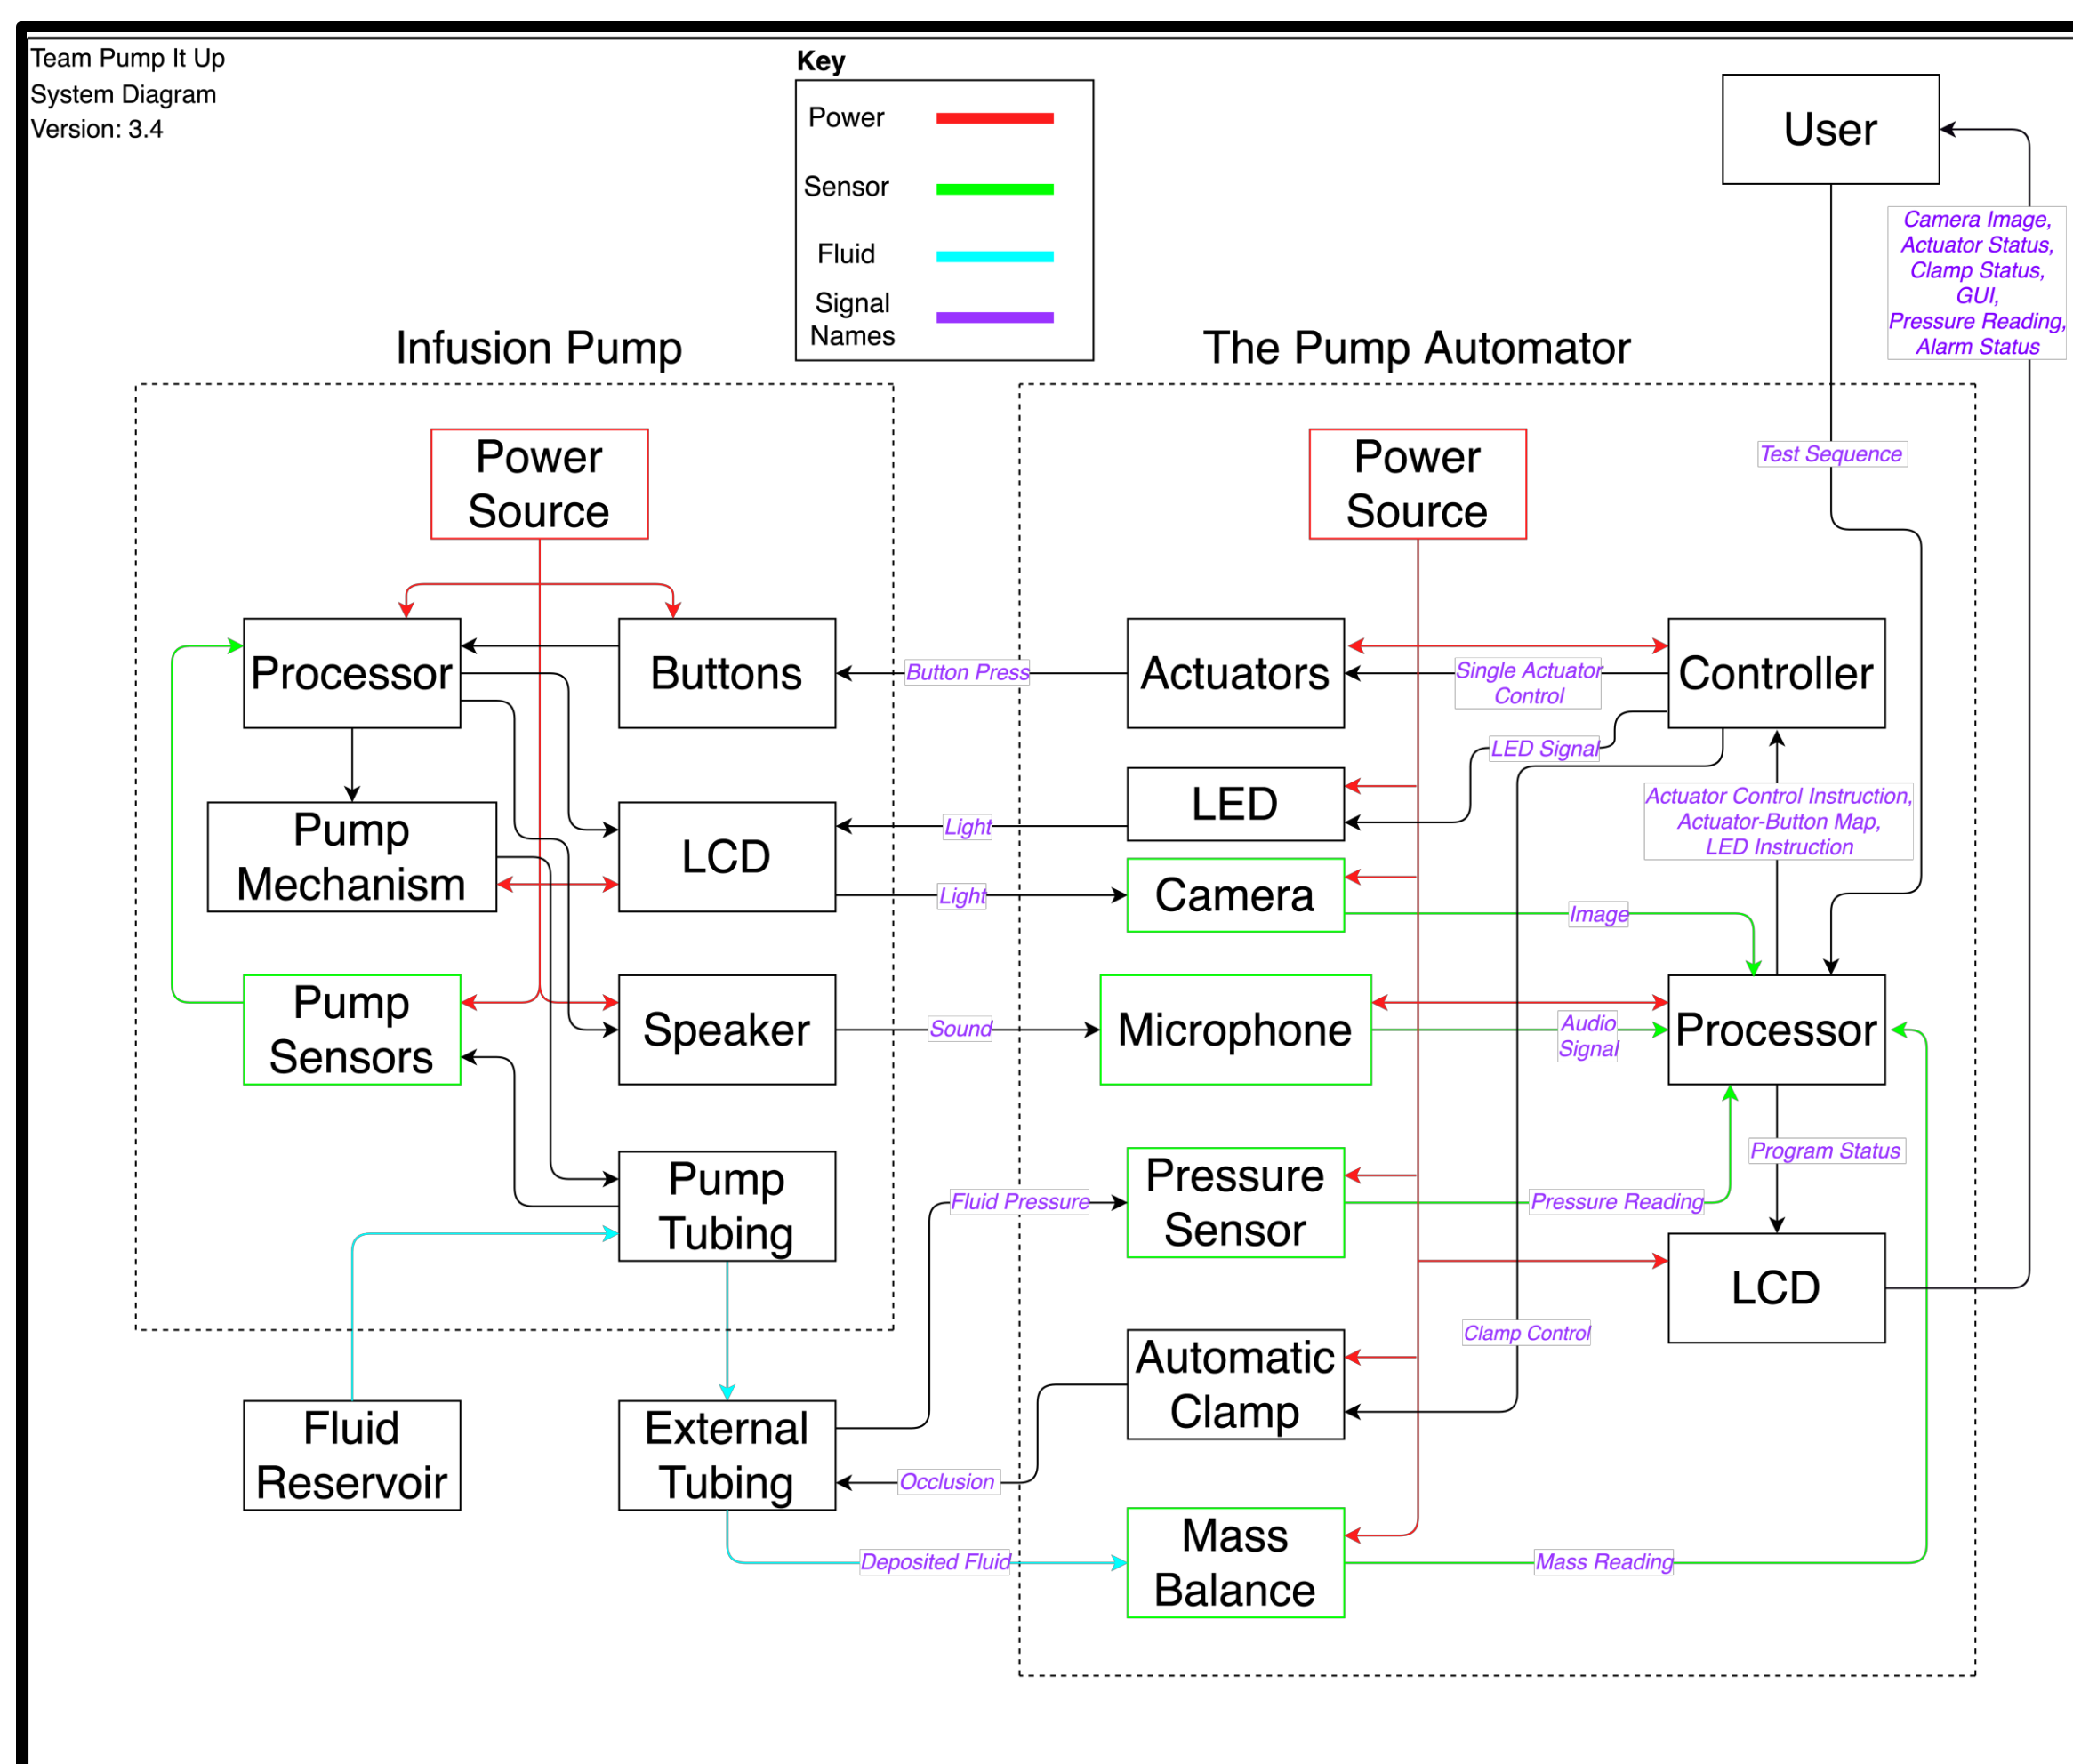 Team Pump It Up
System Diagram
Version: 3.4
Key
Power
Sensor
Fluid
Signal
Names
User
Camera Image,
Actuator Status,
Clamp Status,
GUI,
Pressure Reading,
Alarm Status
Infusion Pump
The Pump Automator
Test Sequence
Power
Source
Power
Source
Processor
Buttons
Button Press
Actuators
Single Actuator
Control
Controller
LED Signal
Pump
Mechanism
LCD
Light
LED
Actuator Control Instruction,
Actuator-Button Map,
LED Instruction
Light
Camera
Image
Pump
Sensors
Speaker
Sound
Microphone
Audio
Signal
Processor
Program Status
Pump
Tubing
Fluid Pressure
Pressure
Sensor
Pressure Reading
LCD
Clamp Control
Automatic
Clamp
Fluid
Reservoir
External
Tubing
Occlusion
Mass
Balance
Deposited Fluid
Mass Reading